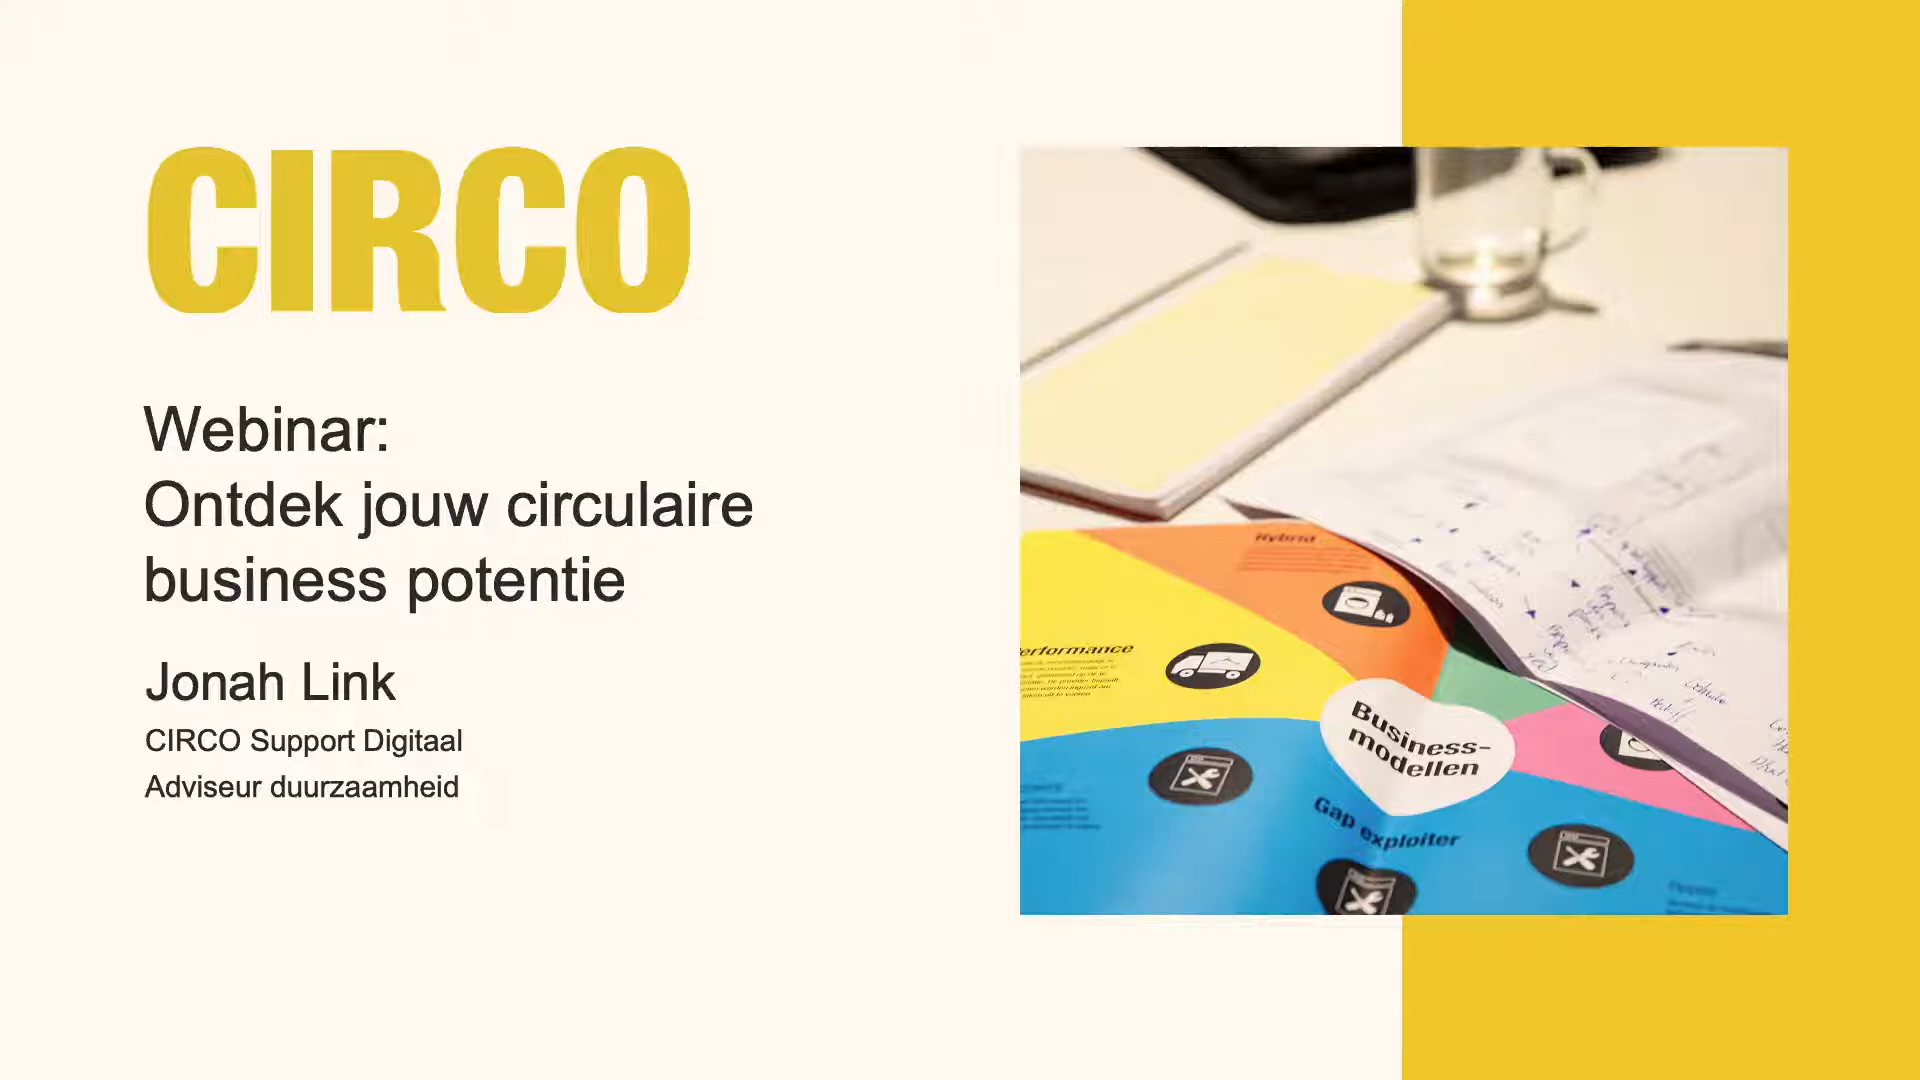 CIRCO
Webinar:
Ontdek jouw circulaire
business potentie
Jonah Link
CIRCO Support Digitaal
Adviseur duurzaamheid
Hybrid
erformance
Business-
modellen
Gap exploiter